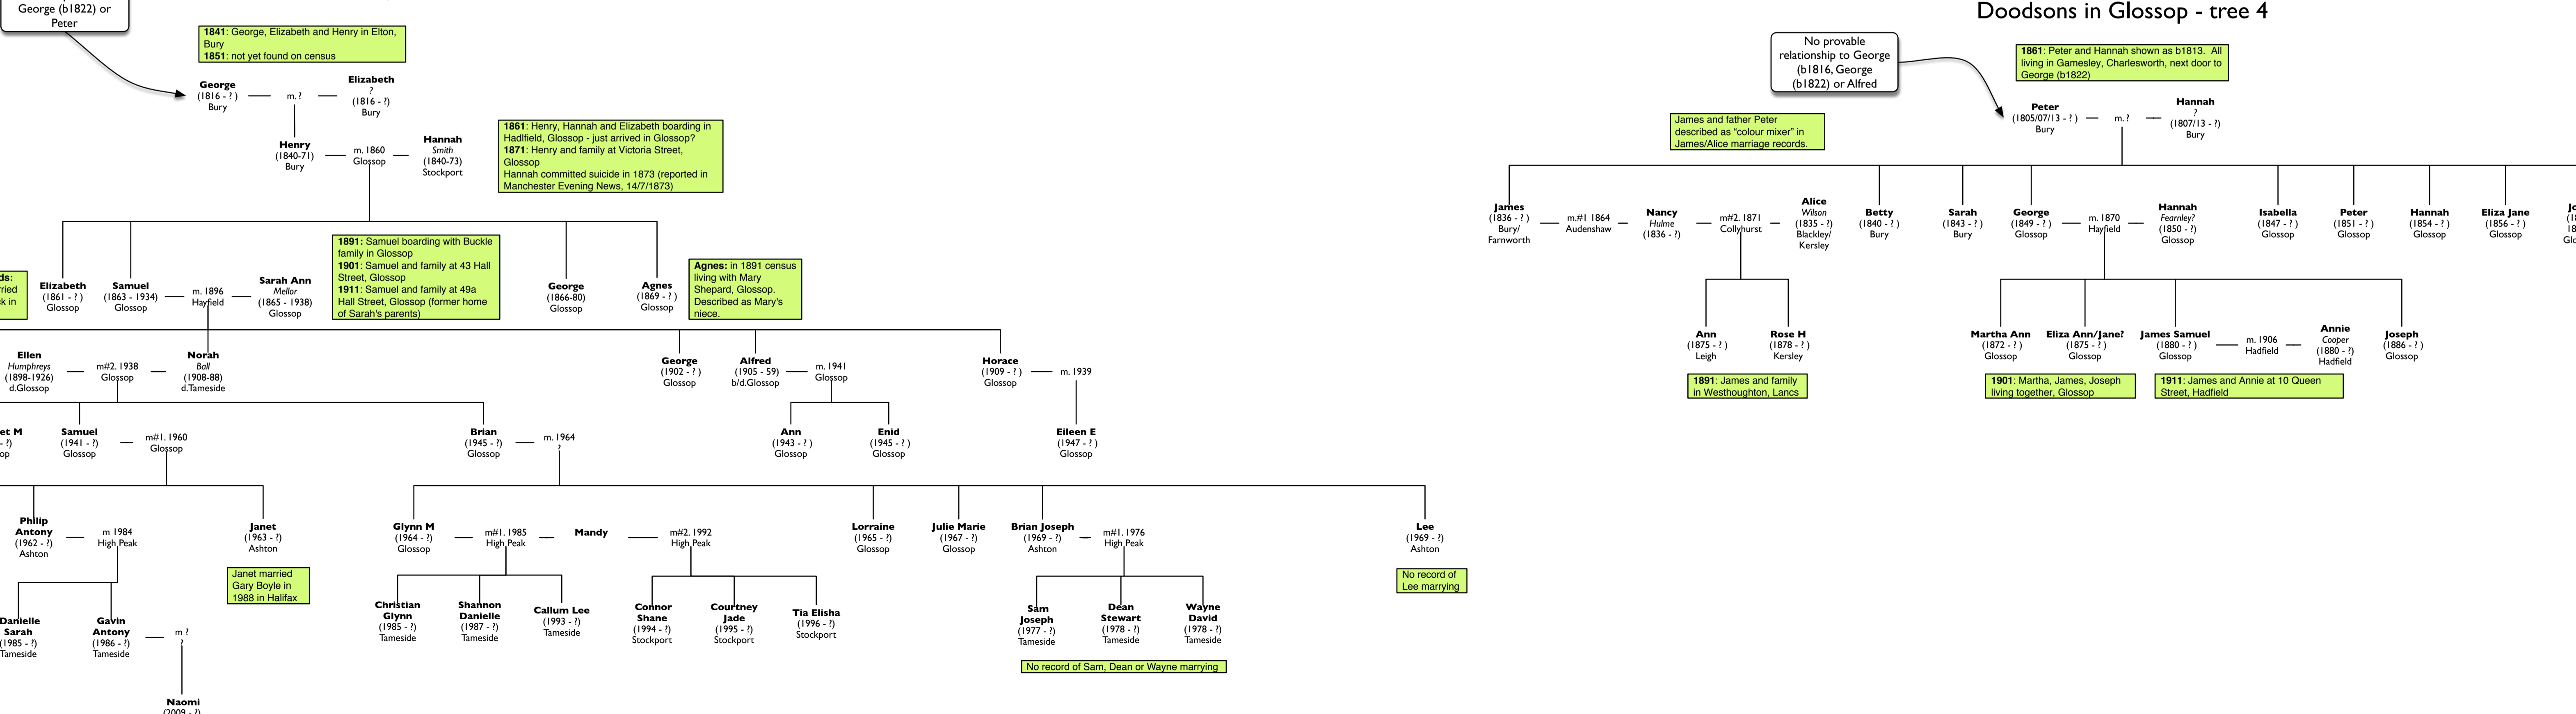 George (b1822) or
Peter
1841: George, Elizabeth and Henry in Elton,
Bury
1851: not yet found on census
George
(1816 - ? )
Bury
m. ?
Elizabeth
?
(1816 - ?)
Bury
Henry
(1840-71)
Bury
m. 1860
Glossop
Hannah
Smith
(1840-73)
Stockport
1861: Henry, Hannah and Elizabeth boarding in
Hadlfield, Glossop - just arrived in Glossop?
1871: Henry and family at Victoria Street,
Glossop
Hannah committed suicide in 1873 (reported in
Manchester Evening News, 14/7/1873)
ds:
rried
k in
Elizabeth
(1861 - ? )
Glossop
Samuel
(1863 - 1934)
Glossop
m. 1896
Hayfield
Sarah Ann
Mellor
(1865 - 1938)
Glossop
1891: Samuel boarding with Buckle
family in Glossop
1901: Samuel and family at 43 Hall
Street, Glossop
1911: Samuel and family at 49a
Hall Street, Glossop (former home
of Sarah's parents)
George
(1866-80)
Glossop
Agnes
(1869 - ? )
Glossop
Agnes: in 1891 census
living with Mary
Shepard, Glossop.
Described as Mary's
niece.
Ellen
Humphreys
(1898-1926)
d.Glossop
m#2. 1938
Glossop
Norah
Ball
(1908-88)
d.Tameside
George
(1902 - ? )
Glossop
Alfred
(1905 - 59)
b/d.Glossop
m. 1941
Glossop
Horace
(1909 - ? )
Glossop
m. 1939
et M
- ?)
op
Samuel
(1941 - ?)
Glossop
m#1. 1960
Glossop
Brian
(1945 - ?)
Glossop
m. 1964
?
Ann
(1943 - ? )
Glossop
Enid
(1945 - ? )
Glossop
Eileen E
(1947 - ? )
Glossop
Philip
Antony
(1962 - ?)
Ashton
m 1984
High Peak
Janet
(1963 - ?)
Ashton
Janet married
Gary Boyle in
1988 in Halifax
Glynn M
(1964 - ?)
Glossop
m#1. 1985
High Peak
Mandy
m#2. 1992
High Peak
Lorraine
(1965 - ?)
Glossop
Julie Marie
(1967 - ?)
Glossop
Brian Joseph
(1969 - ?)
Ashton
m#1. 1976
High Peak
Lee
(1969 - ?)
Ashton
No record of
Lee marrying
Danielle
Sarah
(1985 - ?)
Tameside
Gavin
Antony
(1986 - ?)
Tameside
m ?
?
Christian
Glynn
(1985 - ?)
Tameside
Shannon
Danielle
(1987 - ?)
Tameside
Callum Lee
(1993 - ?)
Tameside
Connor
Shane
(1994 - ?)
Stockport
Courtney
Jade
(1995 - ?)
Stockport
Tia Elisha
(1996 - ?)
Stockport
Sam
Joseph
(1977 - ?)
Tameside
Dean
Stewart
(1978 - ?)
Tameside
Wayne
David
(1978 - ?)
Tameside
No record of Sam, Dean or Wayne marrying
Naomi
(2009 - ?)
Doodsons in Glossop - tree 4
No provable
relationship to George
(b1816, George
(b1822) or Alfred
1861: Peter and Hannah shown as b1813. All
living in Gamesley, Charlesworth, next door to
George (b1822)
James and father Peter
described as “colour mixer” in
James/Alice marriage records.
Peter
(1805/07/13 - ? )
Bury
m. ?
Hannah
?
(1807/13 - ?)
Bury
James
(1836 - ? )
Bury/
Farnworth
m.#1 1864
Audenshaw
Nancy
Hulme
(1836 - ?)
m#2. 1871
Collyhurst
Alice
Wilson
(1835 - ?)
Blackley/
Kersley
Betty
(1840 - ? )
Bury
Sarah
(1843 - ? )
Bury
George
(1849 - ? )
Glossop
m. 1870
Hayfield
Hannah
Fearnley?
(1850 - ?)
Glossop
Isabella
(1847 - ? )
Glossop
Peter
(1851 - ? )
Glossop
Hannah
(1854 - ? )
Glossop
Eliza Jane
(1856 - ? )
Glossop
Jo
(18
18
Glo
Ann
(1875 - ? )
Leigh
Rose H
(1878 - ? )
Kersley
1891: James and family
in Westhoughton, Lancs
Martha Ann
(1872 - ? )
Glossop
Eliza Ann/Jane?
(1875 - ? )
Glossop
James Samuel
(1880 - ? )
Glossop
m. 1906
Hadfield
Annie
Cooper
(1880 - ?)
Hadfield
Joseph
(1886 - ? )
Glossop
1901: Martha, James, Joseph
living together, Glossop
1911: James and Annie at 10 Queen
Street, Hadfield